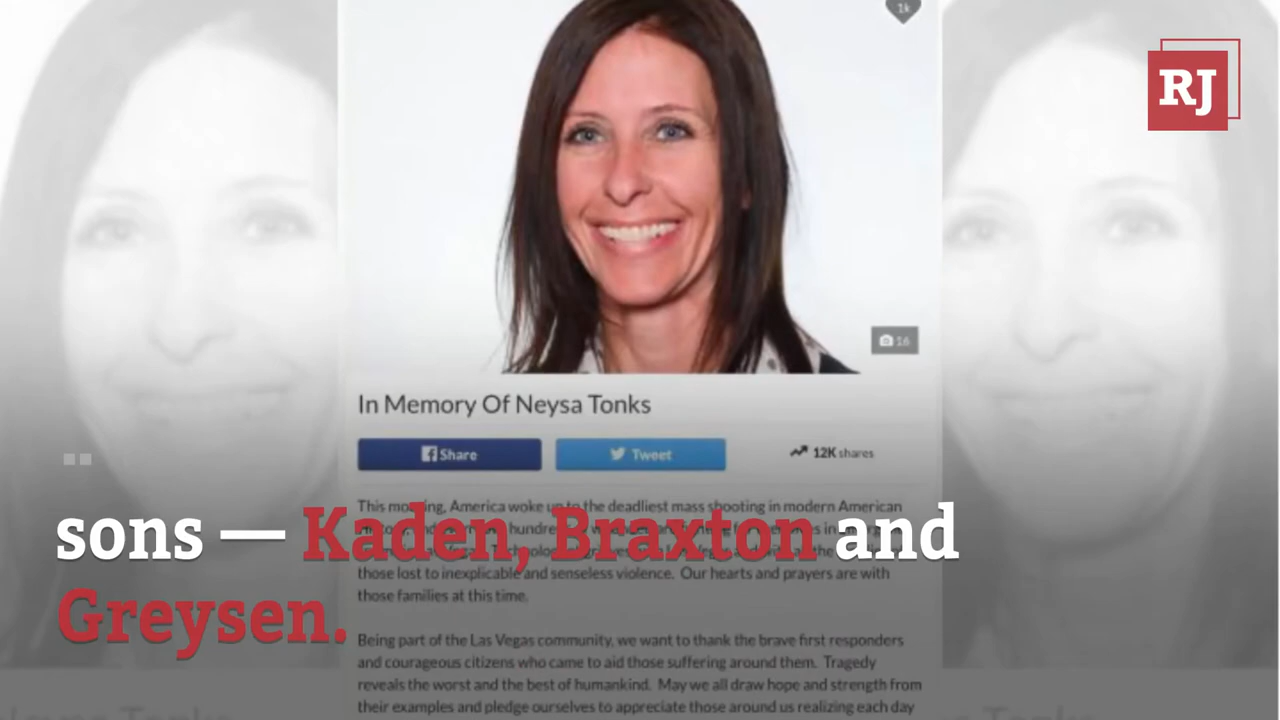 1k
RJ
16
In Memory Of Neysa Tonks
Share Tweet 12K shares
This morning, America woke up to the deadliest mass shooting in modern American
sons — Kaden, Braxton and
those lost to inexplicable and senseless violence. Our hearts and prayers are with
those families at this time.
Greysen.
Being part of the Las Vegas community, we want to thank the brave first responders
and courageous citizens who came to aid those suffering around them. Tragedy
reveals the worst and the best of humankind. May we all draw hope and strength from
their examples and pledge ourselves to appreciate those around us realizing each day